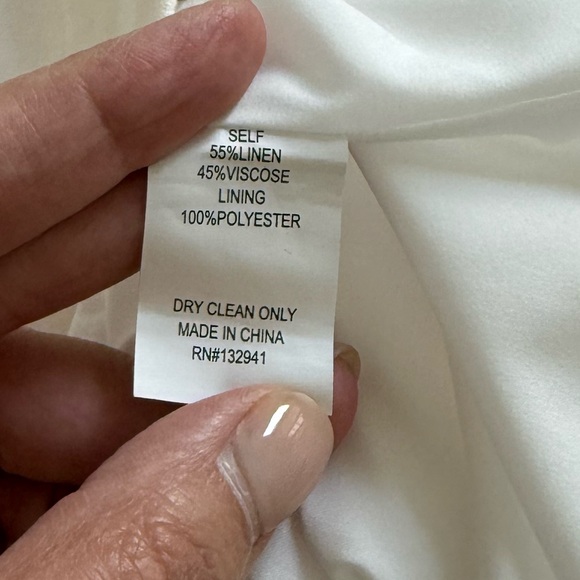 SELF
55%LINEN
45%VISCOSE
LINING
100%POLYESTER
DRY CLEAN ONLY
MADE IN CHINA
RN#132941